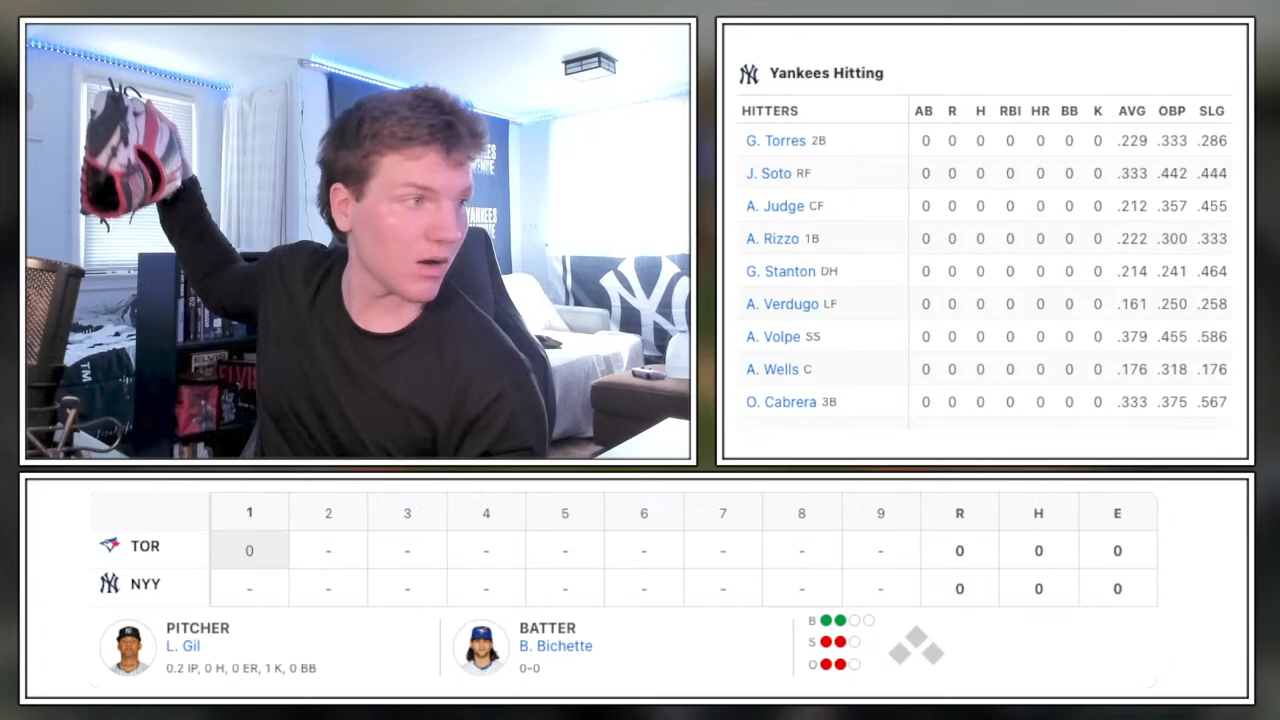 YANKEES
AVENUE
ELVIS
ELVIS
TM
Yankees Hitting
HITTERS AB R H RBI HR BB K AVG OBP SLG
G. Torres 2B 0 0 0 0 0 0 0 .229 .333 .286
J. Soto RF 0 0 0 0 0 0 0 .333 .442 .444
A. Judge CF 0 0 0 0 0 0 0 .212 .357 .455
A. Rizzo 1B 0 0 0 0 0 0 0 .222 .300 .333
G. Stanton DH 0 0 0 0 0 0 0 .214 .241 .464
A. Verdugo LF 0 0 0 0 0 0 0 .161 .250 .258
A. Volpe SS 0 0 0 0 0 0 0 .379 .455 .586
A. Wells C 0 0 0 0 0 0 0 .176 .318 .176
O. Cabrera 3B 0 0 0 0 0 0 0 .333 .375 .567
1 2 3 4 5 6 7 8 9 R H E
TOR 0 - - - - - - - - 0 0 0
NYY - - - - - - - - - 0 0 0
PITCHER
L. Gil
0.2 IP, 0 H, 0 ER, 1 K, 0 BB
BATTER
B. Bichette
0-0
B
S
O